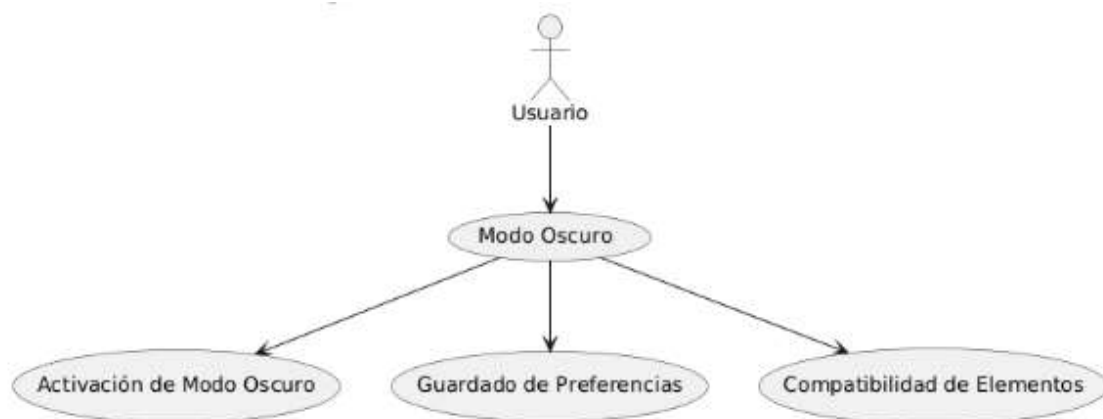 Usuario
Modo Oscuro
Activación de Modo Oscuro
Guardado de Preferencias
Compatibilidad de Elementos